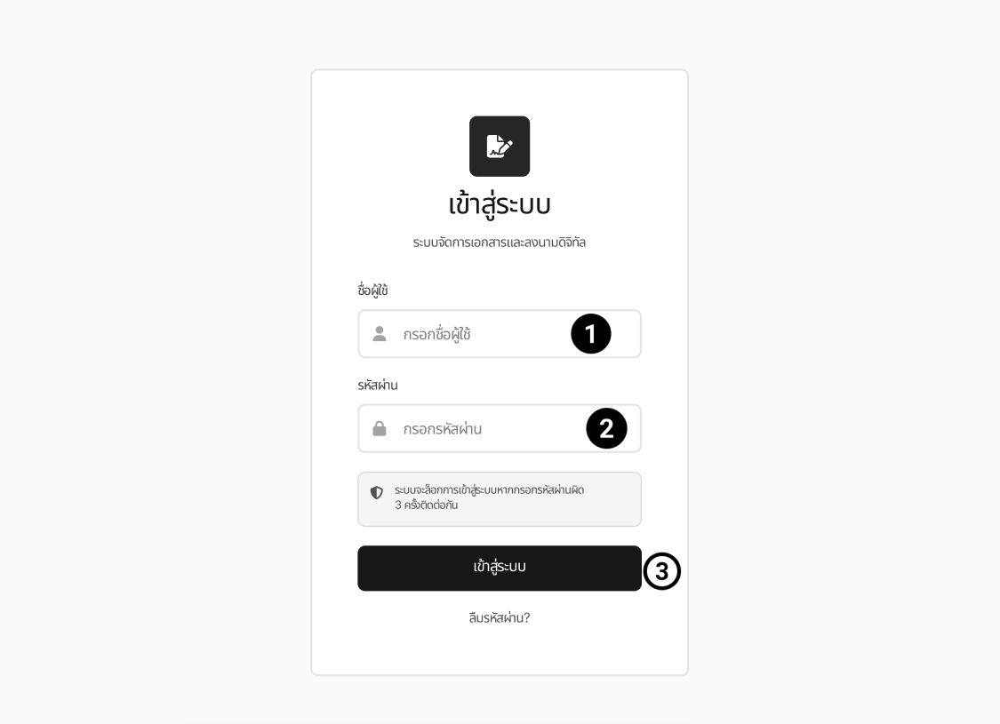 เข้าสู่ระบบ
ระบบจัดการเอกสารและลงนามดิจิทัล
ชื่อผู้ใช้
กรอกชื่อผู้ใช้ 1
รหัสผ่าน
กรอกรหัสผ่าน 2
ระบบจะล็อกการเข้าสู่ระบบหากกรอกรหัสผ่านผิด
3 ครั้งติดต่อกัน
เข้าสู่ระบบ 3
ลืมรหัสผ่าน?